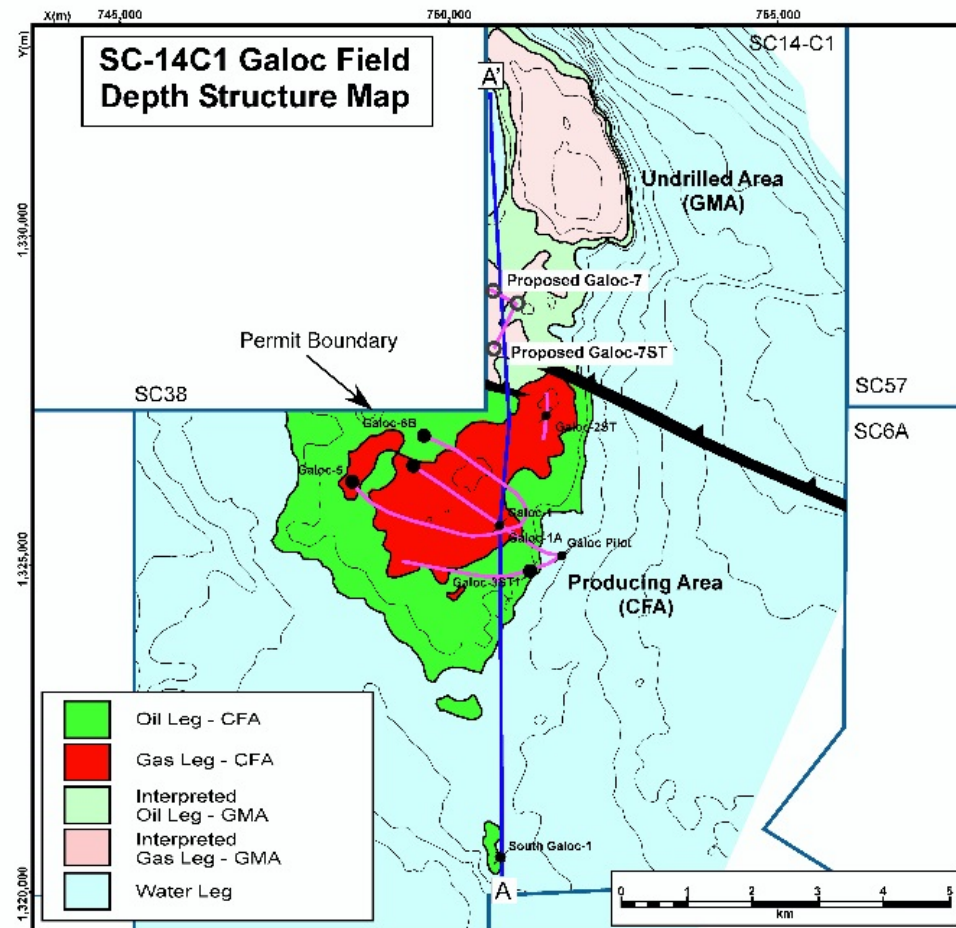 X(m)
745,000
750,000
755,000
Y(m)
SC-14C1 Galoc Field
Depth Structure Map
SC14-C1
A'
Undrilled Area
(GMA)
1,330,000
Proposed Galoc-7
Proposed Galoc-7ST
Permit Boundary
SC38
SC57
SC6A
Galoc-6B
Galoc-2ST
Galoc-5
Galoc-1
Galoc-1A
Galoc Pilot
1,325,000
Galoc-3ST1
Producing Area
(CFA)
Oil Leg - CFA
Gas Leg - CFA
Interpreted
Oil Leg - GMA
Interpreted
Gas Leg - GMA
Water Leg
South Galoc-1
A
1,320,000
0 1 2 3 4 5
km